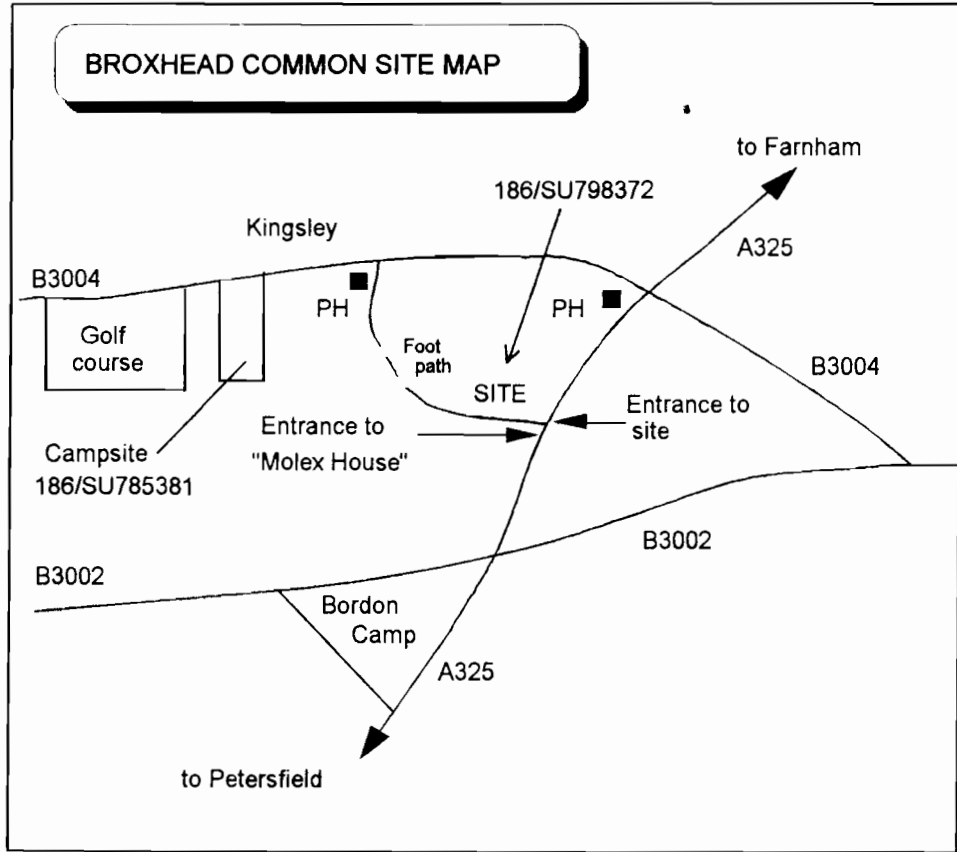 BROXHEAD COMMON SITE MAP
to Farnham
186/SU798372
A325
Kingsley
B3004
PH
PH
Golf
course
Foot
path
B3004
SITE
Entrance to
site
Entrance to
"Molex House"
Campsite
186/SU785381
B3002
B3002
Bordon
Camp
A325
to Petersfield